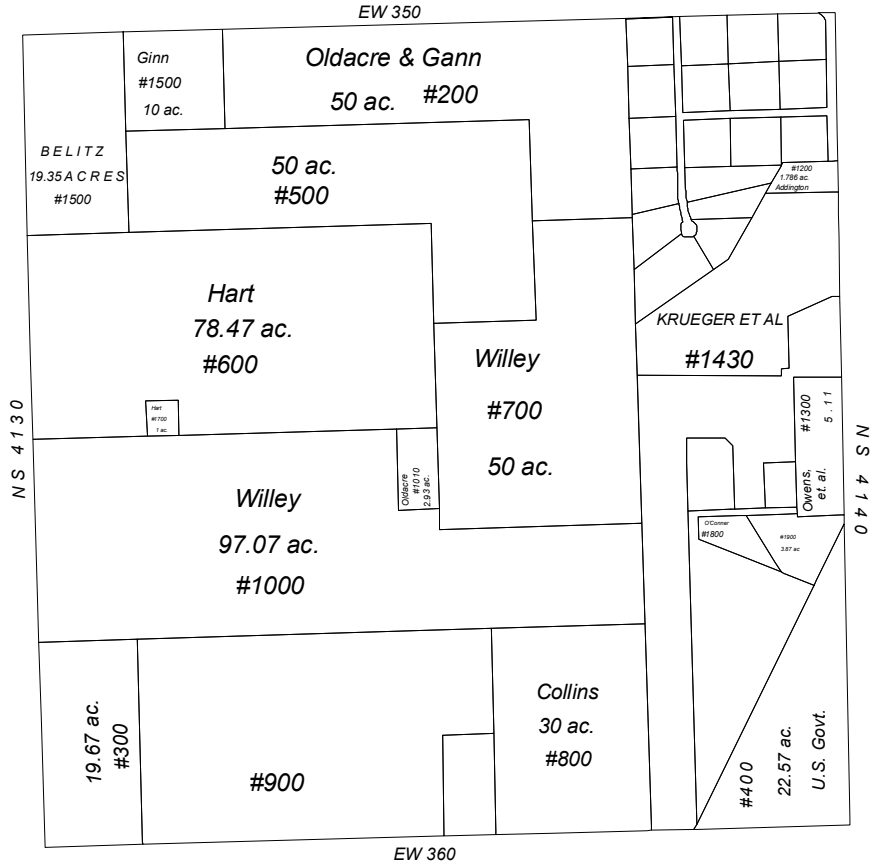 EW 350
Ginn
#1500
10 ac.
Oldacre & Gann
50 ac. #200
BELITZ
19.35 ACRES
#1500
50 ac.
#500
#1200
1.786 ac.
Addington
Hart
78.47 ac.
#600
KRUEGER ET AL
#1430
Willey
#700
50 ac.
Hart
#1700
1 ac
NS 4130
Owens, #1300
et. al. 5.11
NS 4140
Oldacre
#1010
2.93 ac.
Willey
97.07 ac.
#1000
O'Conner
#1800
#1900
3.87 ac
19.67 ac.
#300
#900
Collins
30 ac.
#800
#400
22.57 ac.
U.S. Govt.
EW 360